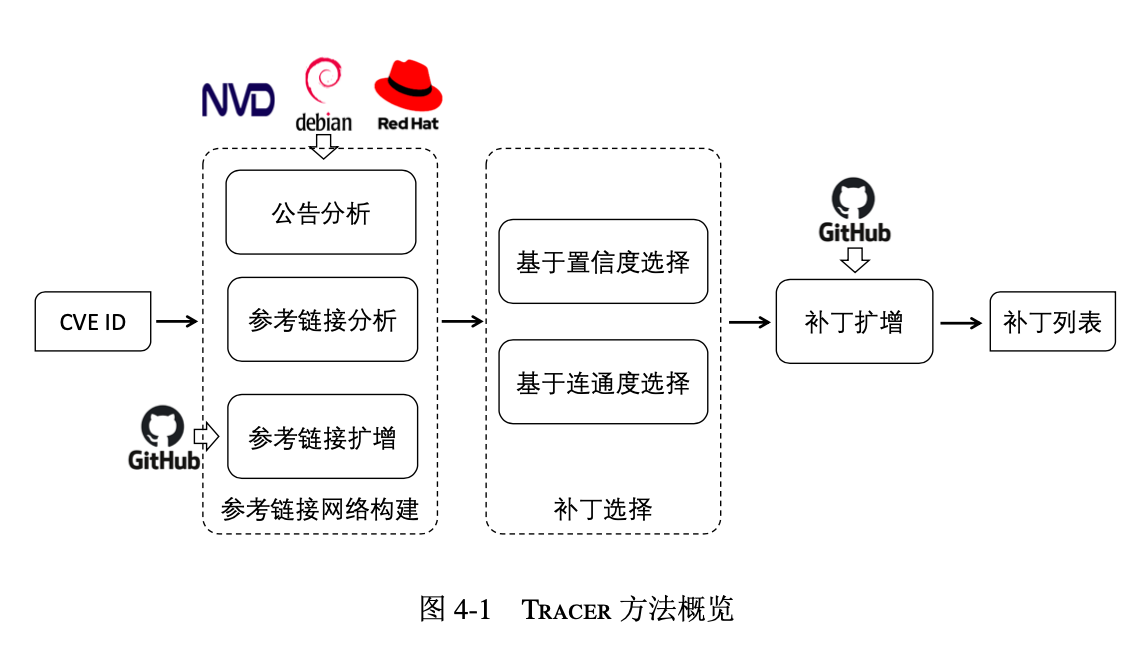 NVD
debian
Red Hat
公告分析
GitHub
基于置信度选择
CVE ID
参考链接分析
补丁扩增
补丁列表
基于连通度选择
GitHub
参考链接扩增
参考链接网络构建
补丁选择
图 4-1 TRACER 方法概览